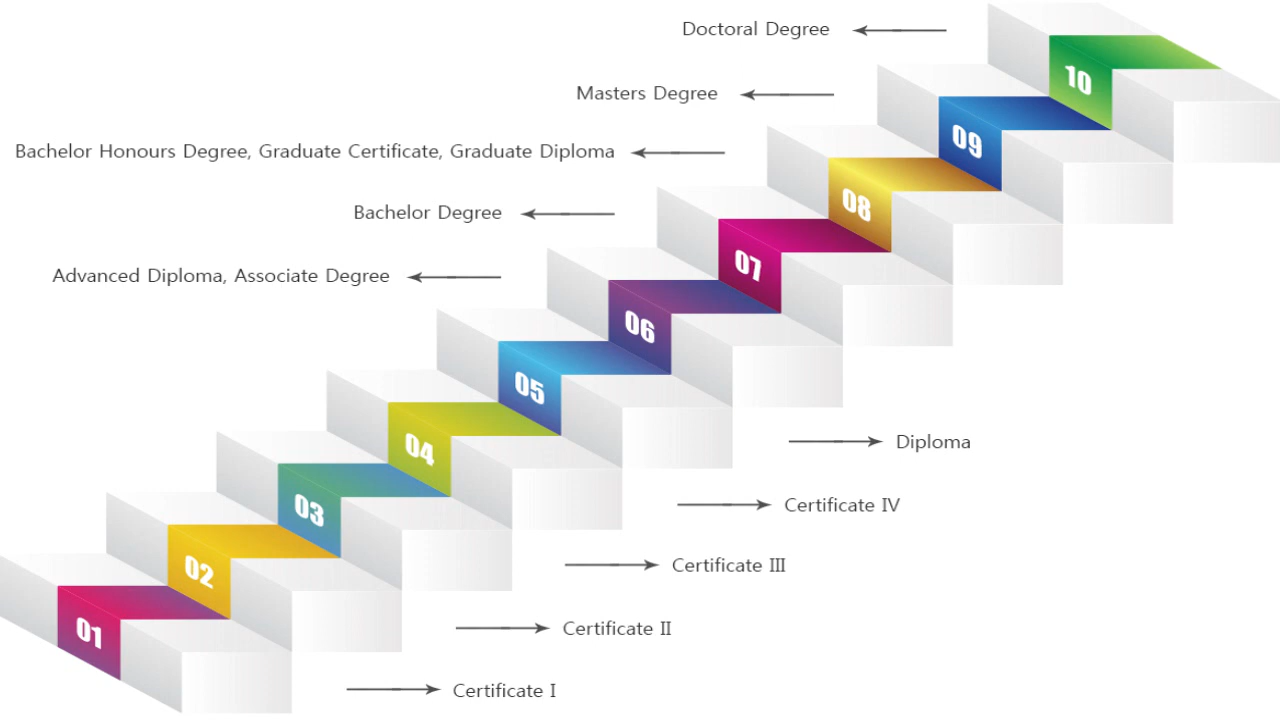 Doctoral Degree
10
Masters Degree
09
Bachelor Honours Degree, Graduate Certificate, Graduate Diploma
08
Bachelor Degree
07
Advanced Diploma, Associate Degree
06
05
Diploma
04
Certificate IV
03
Certificate III
02
Certificate II
01
Certificate I